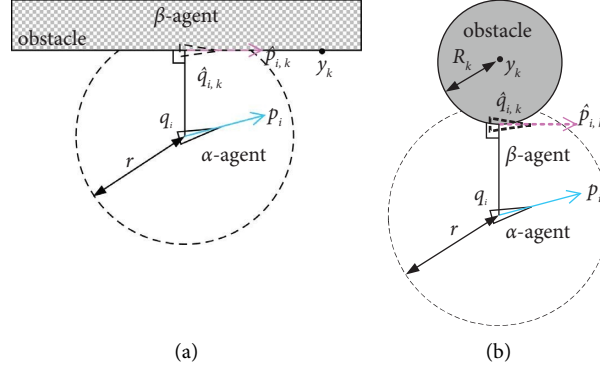 β-agent
obstacle
p̂i,k
yk
q̂i,k
qi
pi
r
α-agent
(a)
obstacle
Rk
yk
q̂i,k
p̂i,k
β-agent
qi
pi
r
α-agent
(b)